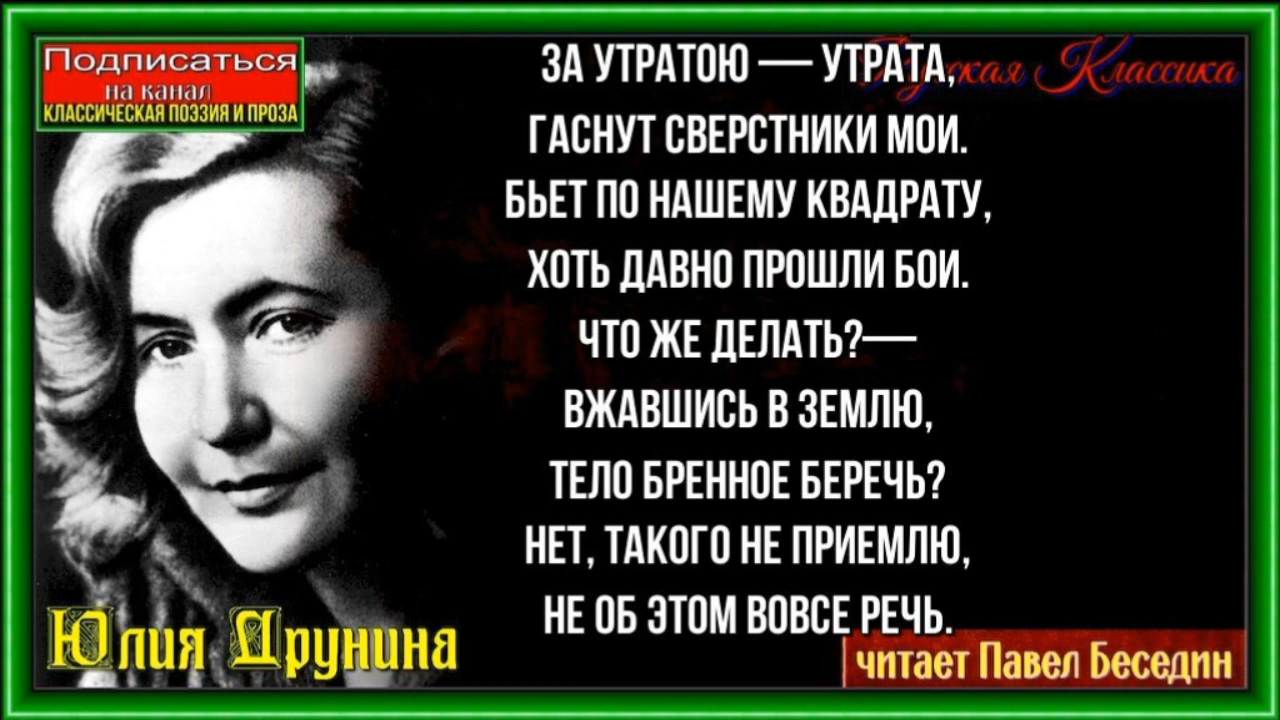 Подписаться
на канал
КЛАССИЧЕСКАЯ ПОЭЗИЯ И ПРОЗА
Русская Классика
ЗА УТРАТОЮ — УТРАТА,
ГАСНУТ СВЕРСТНИКИ МОИ.
БЬЕТ ПО НАШЕМУ КВАДРАТУ,
ХОТЬ ДАВНО ПРОШЛИ БОИ.
ЧТО ЖЕ ДЕЛАТЬ?—
ВЖАВШИСЬ В ЗЕМЛЮ,
ТЕЛО БРЕННОЕ БЕРЕЧЬ?
НЕТ, ТАКОГО НЕ ПРИЕМЛЮ,
НЕ ОБ ЭТОМ ВОВСЕ РЕЧЬ.
Юлия Друнина
читает Павел Беседин